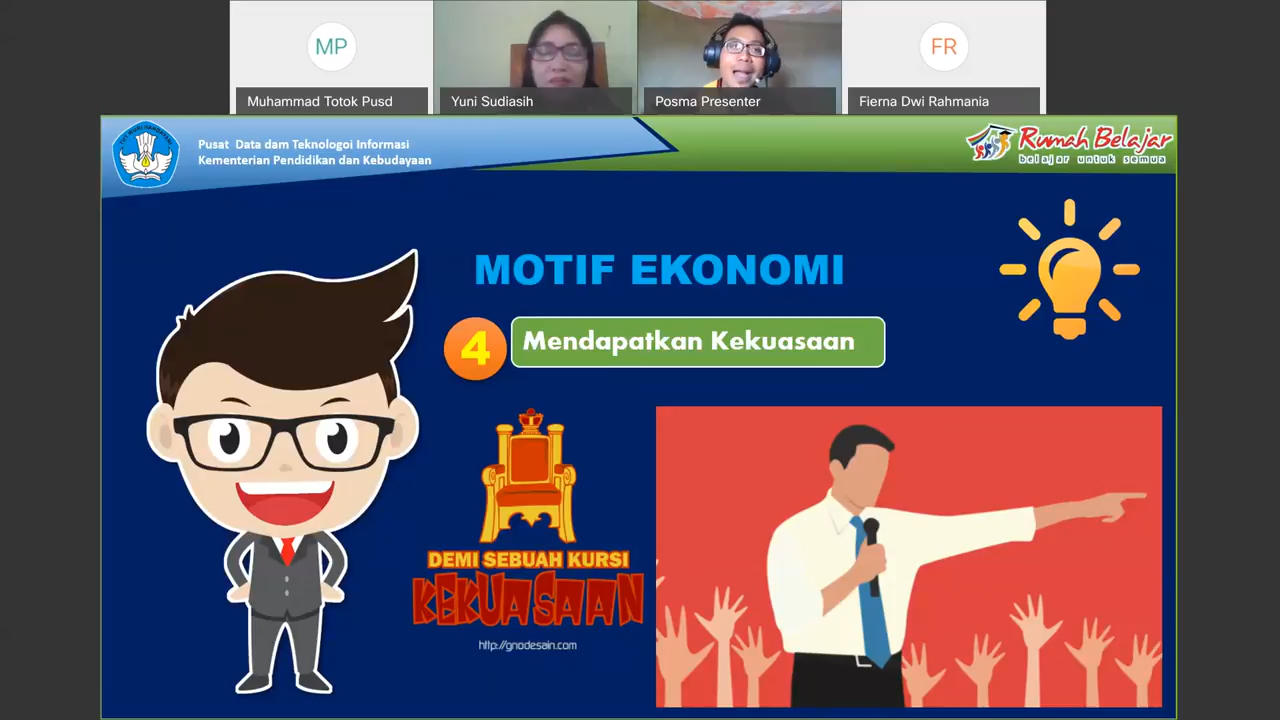 MP
FR
Muhammad Totok Pusd
Yuni Sudiasih
Posma Presenter
Fierna Dwi Rahmania
Pusat Data dam Teknologoi Informasi
Kementerian Pendidikan dan Kebudayaan
Rumah Belajar
belajar untuk semua
MOTIF EKONOMI
4
Mendapatkan Kekuasaan
DEMI SEBUAH KURSI
KEKUASAAN
http://gnodesain.com